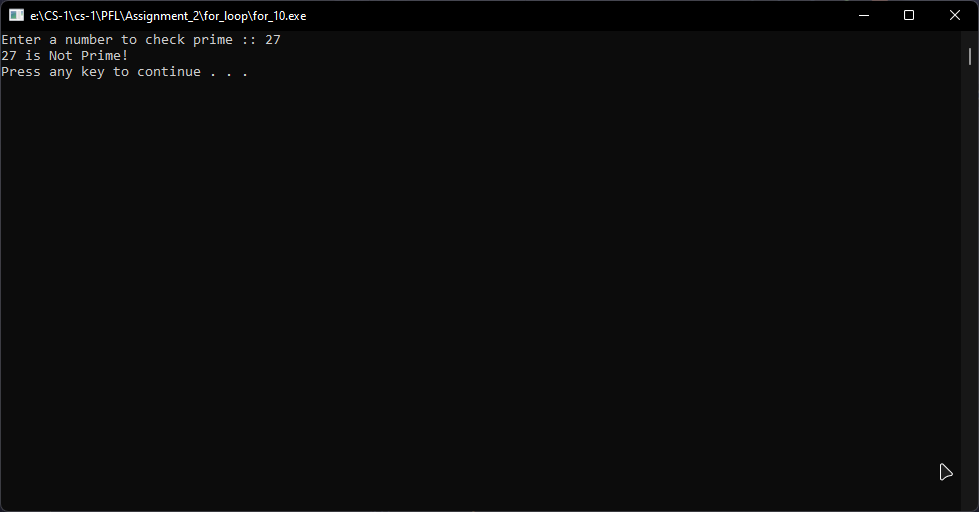 e:\CS-1\cs-1\PFL\Assignment_2\for_loop\for_10.exe
Enter a number to check prime :: 27
27 is Not Prime!
Press any key to continue . . .